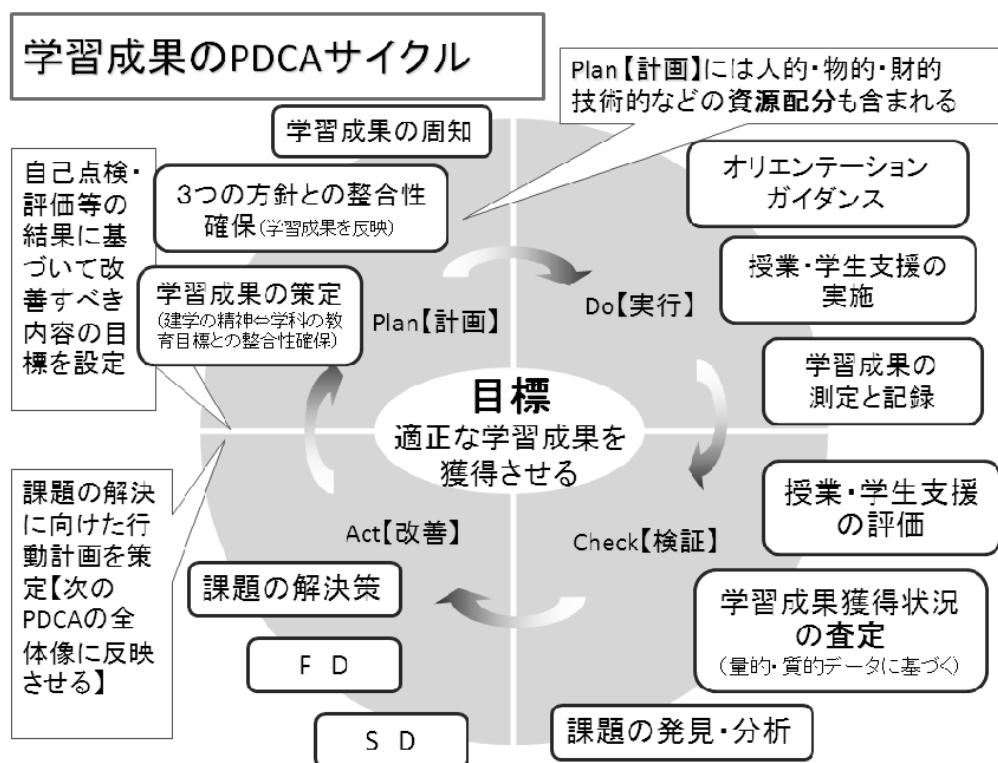 学習成果のPDCAサイクル
Plan【計画】には人的・物的・財的
技術的などの資源配分も含まれる
学習成果の周知
自己点検・
評価等の
結果に基
づいて改
善すべき
内容の目
標を設定
3つの方針との整合性
確保(学習成果を反映)
学習成果の策定
(建学の精神⇔学科の教
育目標との整合性確保)
Plan【計画】
Do【実行】
オリエンテーション
ガイダンス
授業・学生支援の
実施
学習成果の
測定と記録
目標
適正な学習成果を
獲得させる
課題の解決
に向けた行
動計画を策
定【次の
PDCAの全
体像に反映
させる】
Act【改善】
Check【検証】
授業・学生支援
の評価
学習成果獲得状況
の査定
(量的・質的データに基づく)
課題の発見・分析
課題の解決策
F D
S D